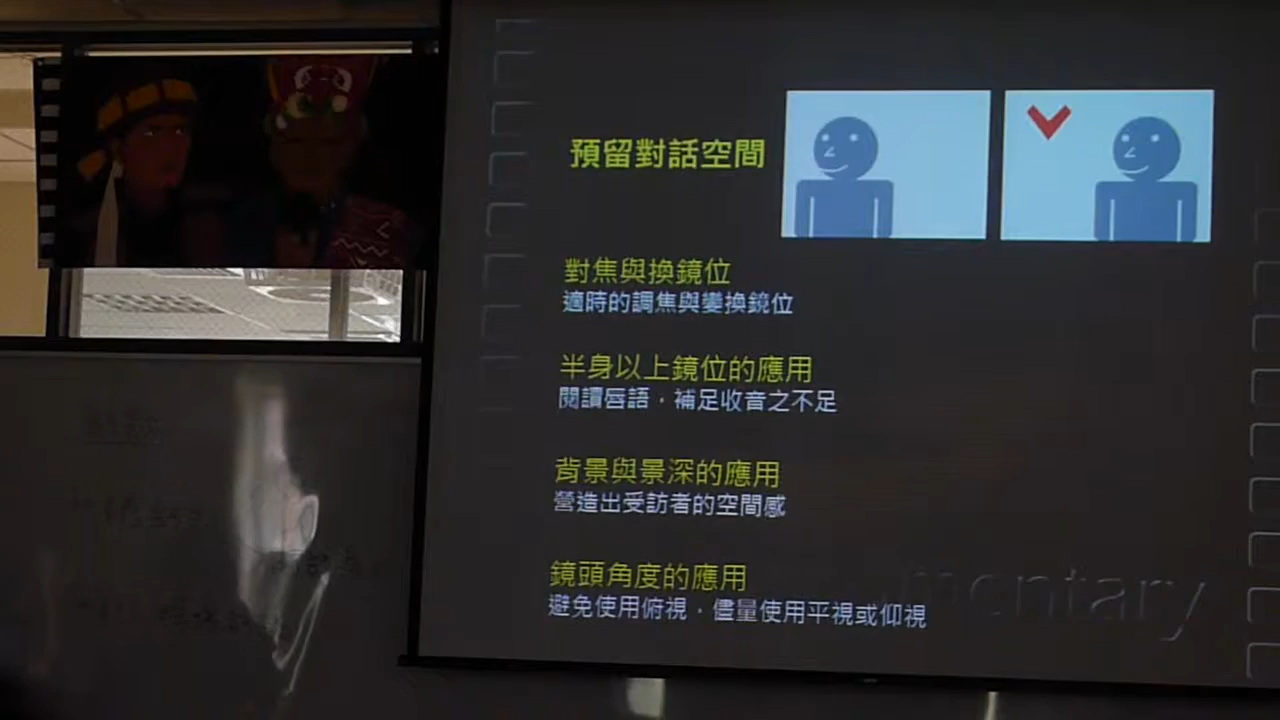 預留對話空間
對焦與換鏡位
適時的調焦與變換鏡位
半身以上鏡位的應用
閱讀唇語，補足收音之不足
背景與景深的應用
營造出受訪者的空間感
鏡頭角度的應用
避免使用俯視，儘量使用平視或仰視
mentary